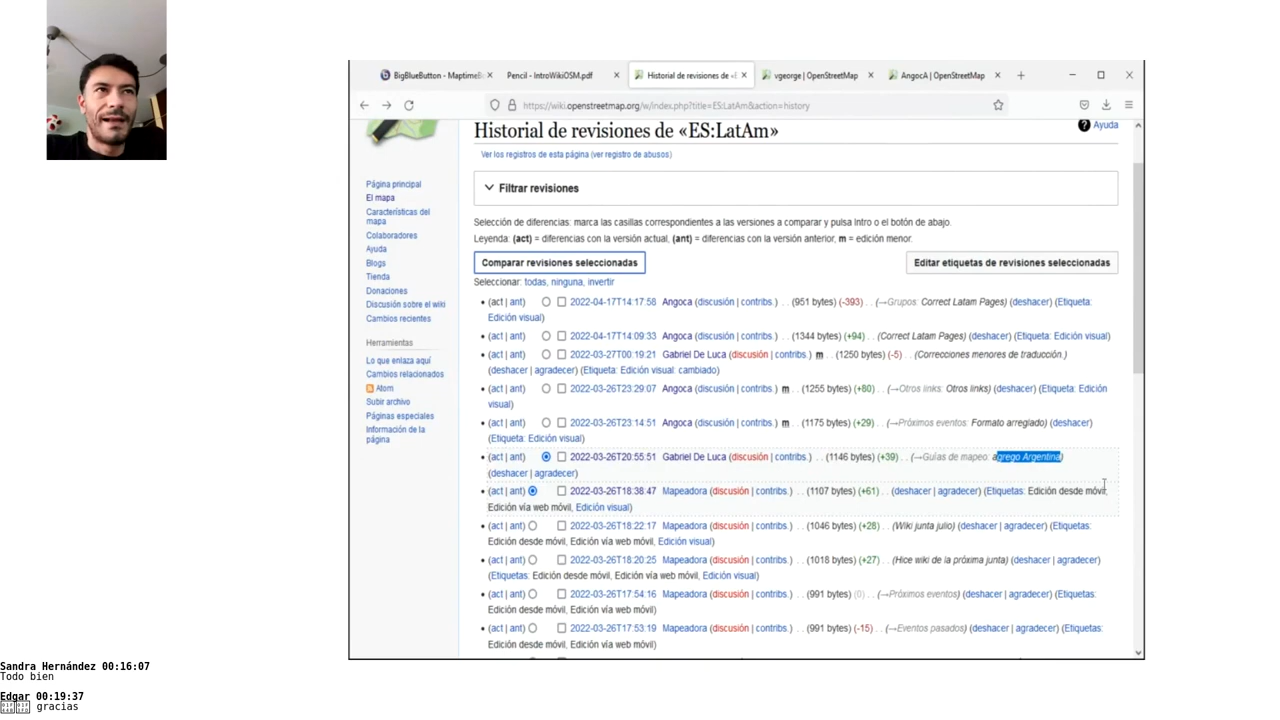 BigBlueButton - MaptimeB
Pencil - IntroWikiOSM.pdf
Historial de revisiones de «E
vgeorge | OpenStreetMap
AngocA | OpenStreetMap
https://wiki.openstreetmap.org/w/index.php?title=ES:LatAm&action=history
Historial de revisiones de «ES:LatAm»
Ayuda
Ver los registros de esta página (ver registro de abusos)
Filtrar revisiones
Selección de diferencias: marca las casillas correspondientes a las versiones a comparar y pulsa Intro o el botón de abajo.
Leyenda: (act) = diferencias con la versión actual, (ant) = diferencias con la versión anterior, m = edición menor.
Comparar revisiones seleccionadas
Editar etiquetas de revisiones seleccionadas
Seleccionar: todas, ninguna, invertir
(act | ant) 2022-04-17T14:17:58 Angoca (discusión | contribs.) . . (951 bytes) (-393) . . (→Grupos: Correct Latam Pages) (deshacer) (Etiqueta:
Edición visual)
(act | ant) 2022-04-17T14:09:33 Angoca (discusión | contribs.) . . (1344 bytes) (+94) . . (Correct Latam Pages) (deshacer) (Etiqueta: Edición visual)
(act | ant) 2022-03-27T00:19:21 Gabriel De Luca (discusión | contribs.) m . . (1250 bytes) (-5) . . (Correcciones menores de traducción.)
(deshacer | agradecer) (Etiqueta: Edición visual: cambiado)
(act | ant) 2022-03-26T23:29:07 Angoca (discusión | contribs.) m . . (1255 bytes) (+80) . . (→Otros links: Otros links) (deshacer) (Etiqueta: Edición
visual)
(act | ant) 2022-03-26T23:14:51 Angoca (discusión | contribs.) m . . (1175 bytes) (+29) . . (→Próximos eventos: Formato arreglado) (deshacer)
(Etiqueta: Edición visual)
(act | ant) 2022-03-26T20:55:51 Gabriel De Luca (discusión | contribs.) . . (1146 bytes) (+39) . . (→Guías de mapeo: agrego Argentina)
(deshacer | agradecer)
(act | ant) 2022-03-26T18:38:47 Mapeadora (discusión | contribs.) . . (1107 bytes) (+61) . . (deshacer | agradecer) (Etiquetas: Edición desde móvil,
Edición vía web móvil, Edición visual)
(act | ant) 2022-03-26T18:22:17 Mapeadora (discusión | contribs.) . . (1046 bytes) (+28) . . (Wiki junta julio) (deshacer | agradecer) (Etiquetas:
Edición desde móvil, Edición vía web móvil, Edición visual)
(act | ant) 2022-03-26T18:20:25 Mapeadora (discusión | contribs.) . . (1018 bytes) (+27) . . (Hice wiki de la próxima junta) (deshacer | agradecer)
(Etiquetas: Edición desde móvil, Edición vía web móvil, Edición visual)
(act | ant) 2022-03-26T17:54:16 Mapeadora (discusión | contribs.) . . (991 bytes) (0) . . (→Próximos eventos) (deshacer | agradecer) (Etiquetas:
Edición desde móvil, Edición vía web móvil)
(act | ant) 2022-03-26T17:53:19 Mapeadora (discusión | contribs.) . . (991 bytes) (-15) . . (→Eventos pasados) (deshacer | agradecer) (Etiquetas:
Edición desde móvil, Edición vía web móvil)
Página principal
El mapa
Características del
mapa
Colaboradores
Ayuda
Blogs
Tienda
Donaciones
Discusión sobre el wiki
Cambios recientes
Herramientas
Lo que enlaza aquí
Cambios relacionados
Atom
Subir archivo
Páginas especiales
Información de la
página
Sandra Hernández 00:16:07
Todo bien
Edgar 00:19:37
gracias